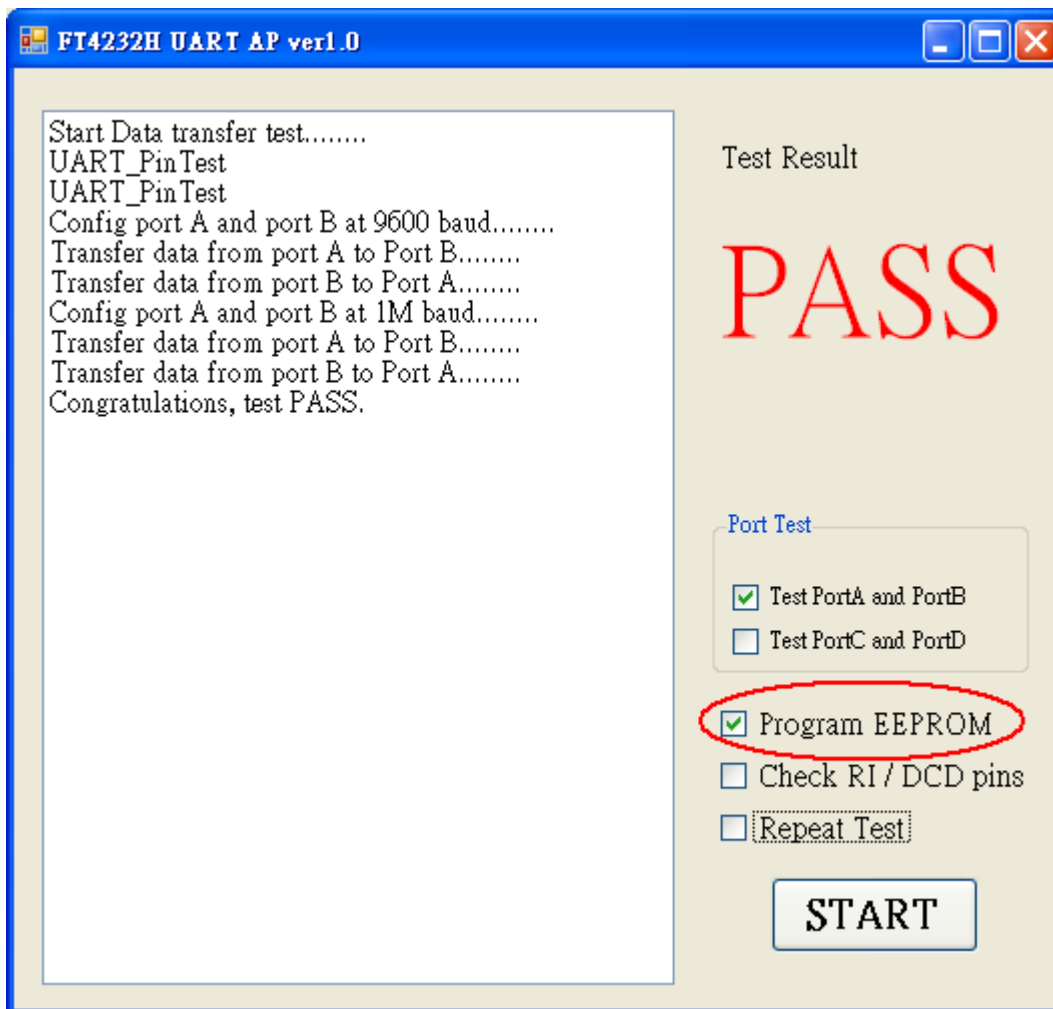 FT4232H UART AP ver1.0
Start Data transfer test........
UART_PinTest
UART_PinTest
Config port A and port B at 9600 baud........
Transfer data from port A to Port B........
Transfer data from port B to Port A........
Config port A and port B at 1M baud........
Transfer data from port A to Port B........
Transfer data from port B to Port A........
Congratulations, test PASS.
Test Result
PASS
Port Test
Test PortA and PortB
Test PortC and PortD
Program EEPROM
Check RI / DCD pins
Repeat Test
START